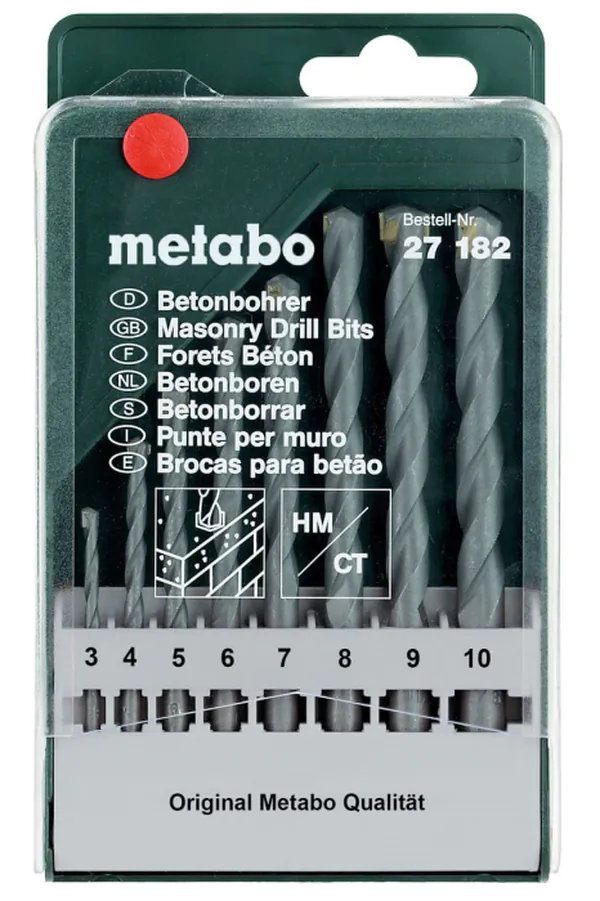 metabo
Bestell-Nr.
27 182
D Betonbohrer
GB Masonry Drill Bits
F Forets Béton
NL Betonboren
S Betonborrar
I Punte per muro
E Brocas para betão
HM
CT
3 4 5 6 7 8 9 10
Original Metabo Qualität